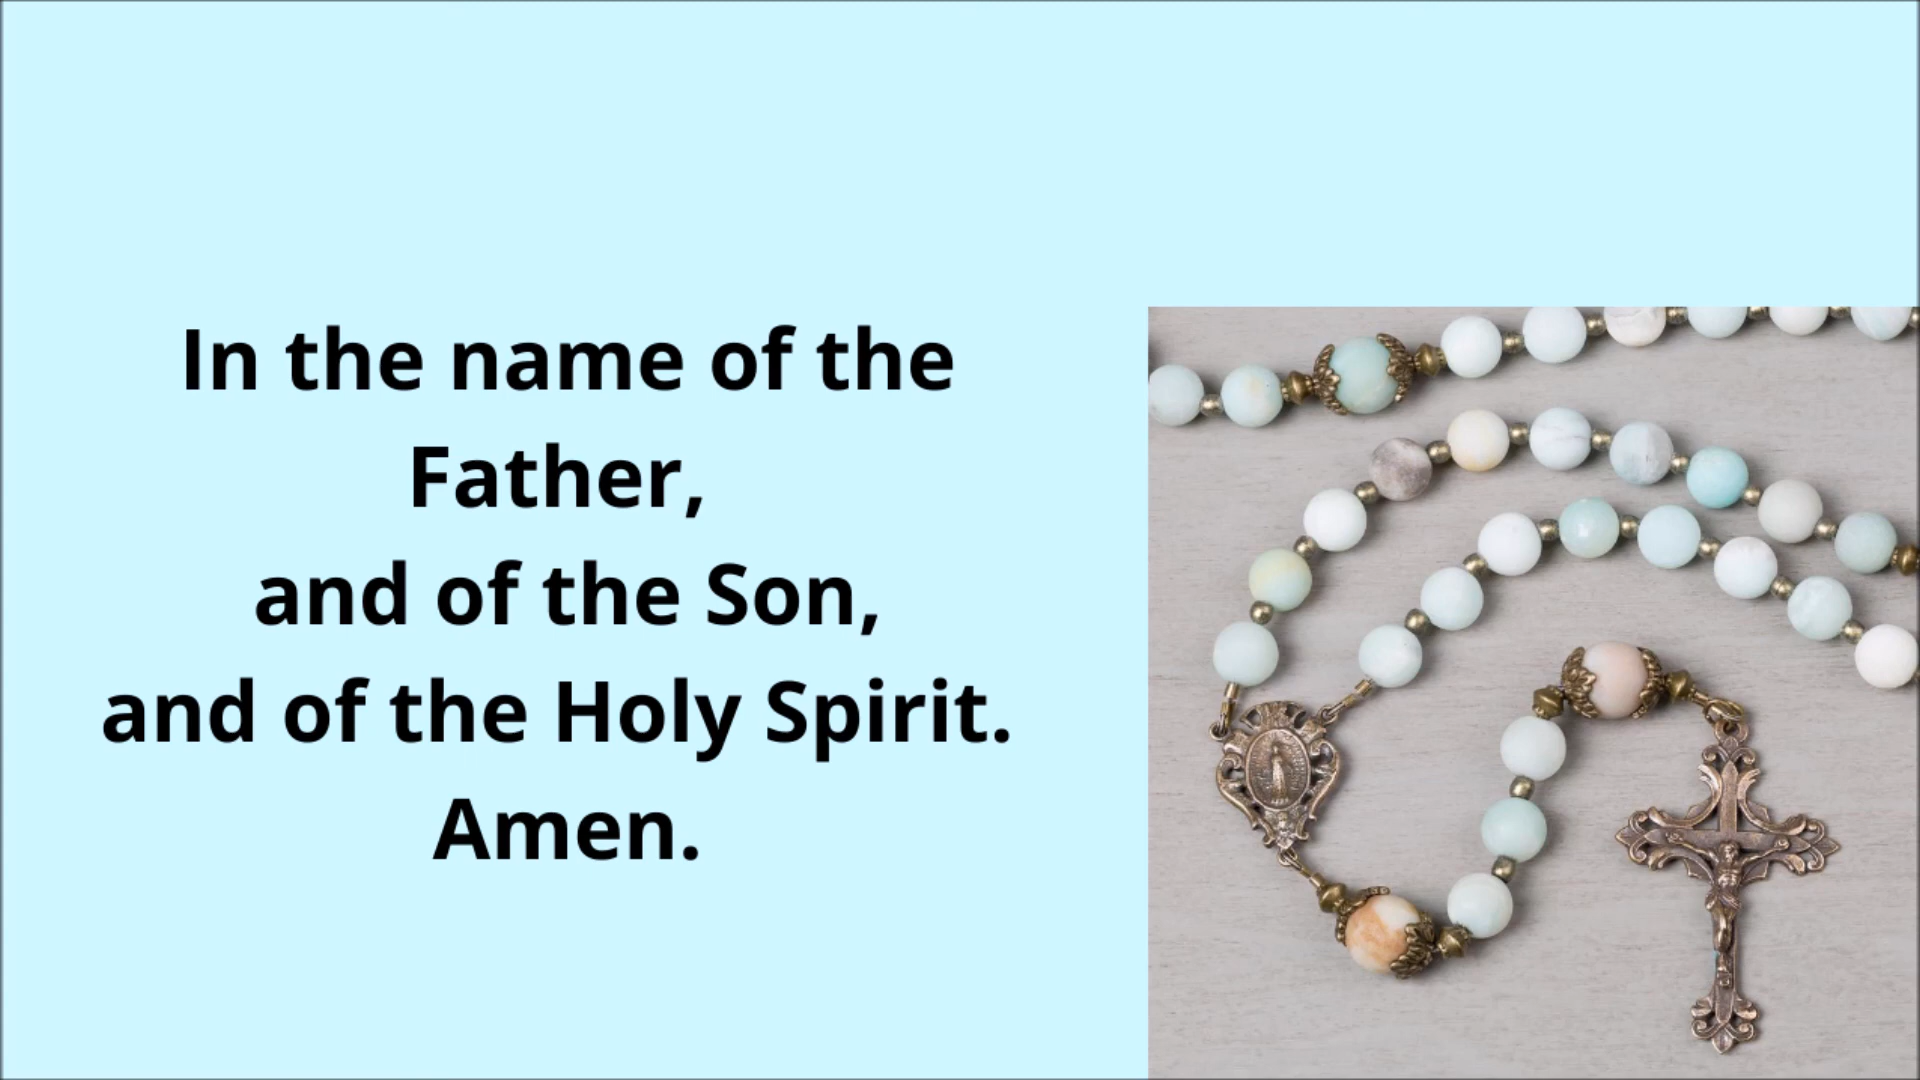 In the name of the
Father,
and of the Son,
and of the Holy Spirit.
Amen.